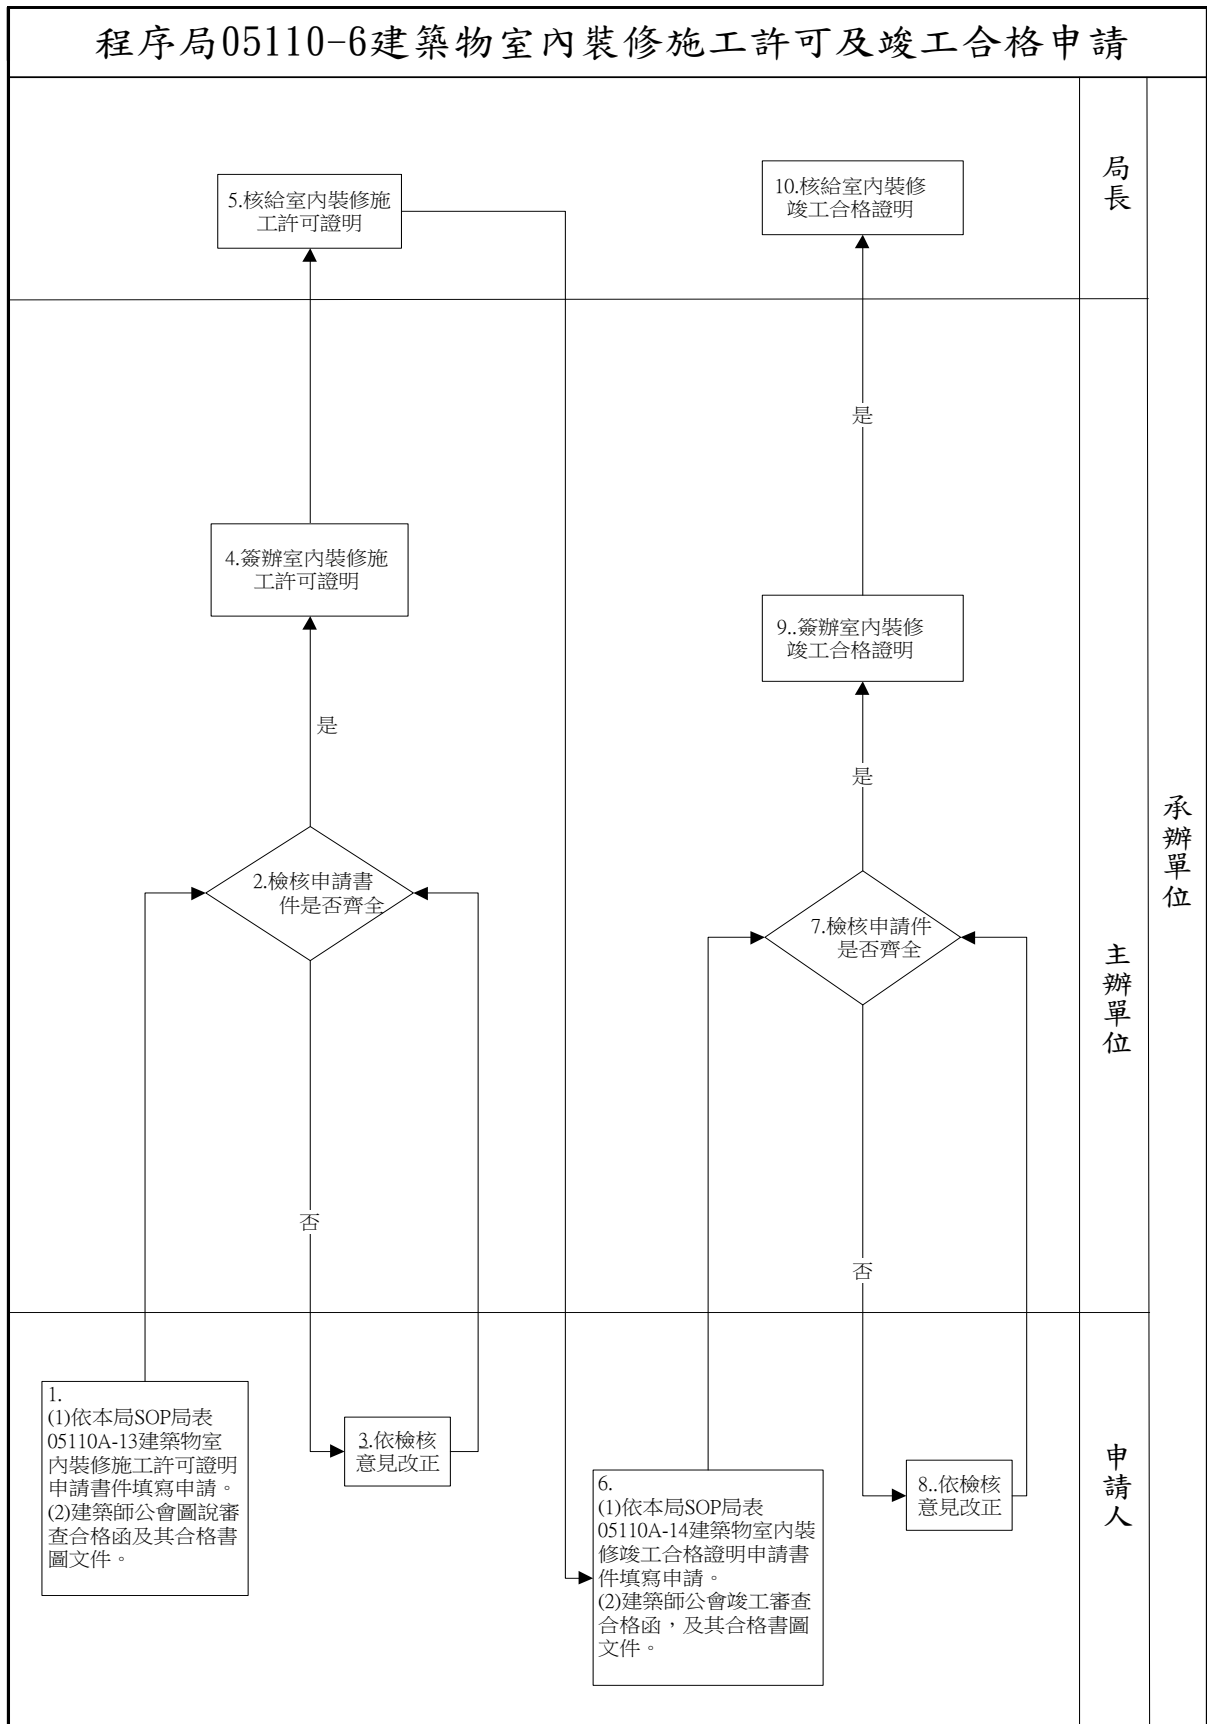 程序局05110-6建築物室內裝修施工許可及竣工合格申請
局長
5.核給室內裝修施
工許可證明
10.核給室內裝修
竣工合格證明
是
4.簽辦室內裝修施
工許可證明
9..簽辦室內裝修
竣工合格證明
是
是
承辦單位
主辦單位
2.檢核申請書
件是否齊全
7.檢核申請件
是否齊全
否
否
申請人
1.
(1)依本局SOP局表
05110A-13建築物室
內裝修施工許可證明
申請書件填寫申請。
(2)建築師公會圖說審
查合格函及其合格書
圖文件。
3.依檢核
意見改正
6.
(1)依本局SOP局表
05110A-14建築物室內裝
修竣工合格證明申請書
件填寫申請。
(2)建築師公會竣工審查
合格函，及其合格書圖
文件。
8..依檢核
意見改正